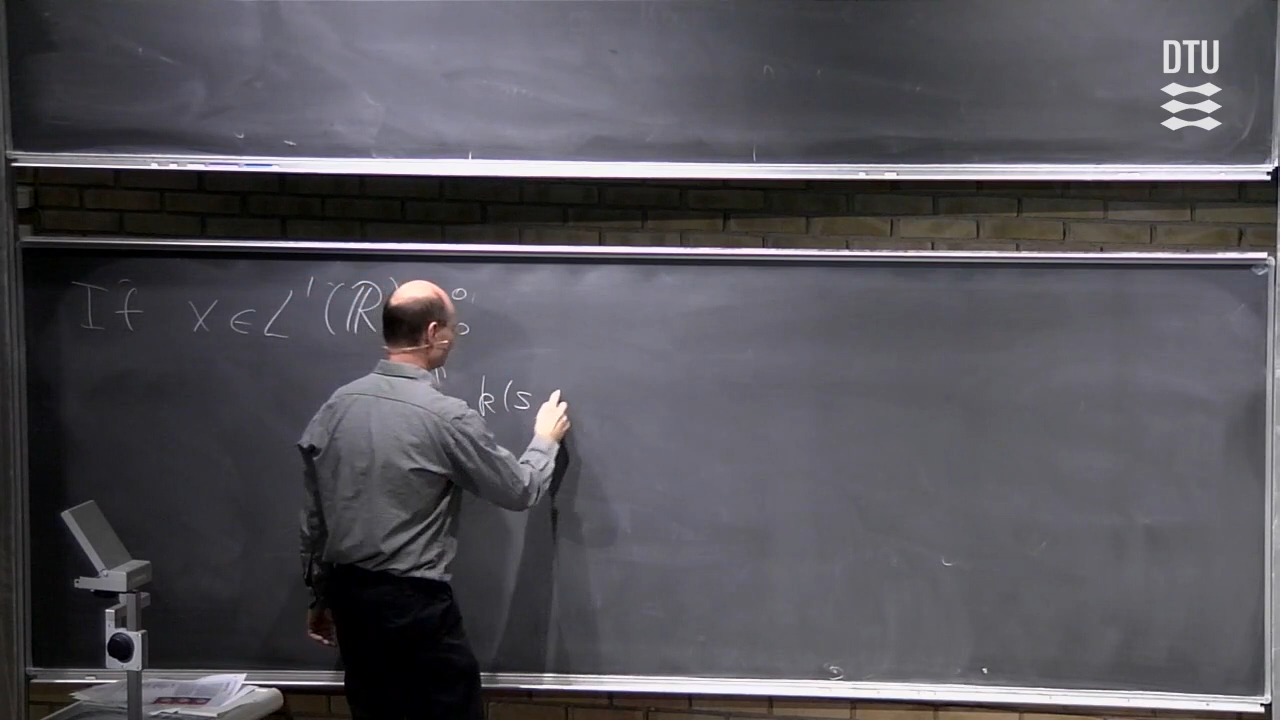 DTU
If x ∈ L¹(ℝ)
k(s